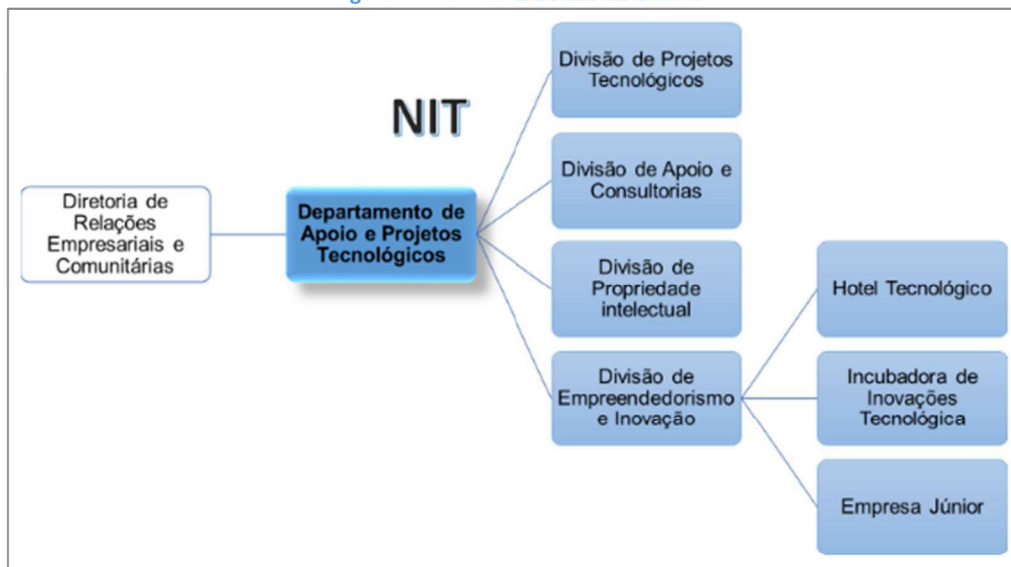 NIT
Diretoria de
Relações
Empresariais e
Comunitárias
Departamento de
Apoio e Projetos
Tecnológicos
Divisão de Projetos
Tecnológicos
Divisão de Apoio e
Consultorias
Divisão de
Propriedade
intelectual
Divisão de
Empreendedorismo
e Inovação
Hotel Tecnológico
Incubadora de
Inovações
Tecnológica
Empresa Júnior